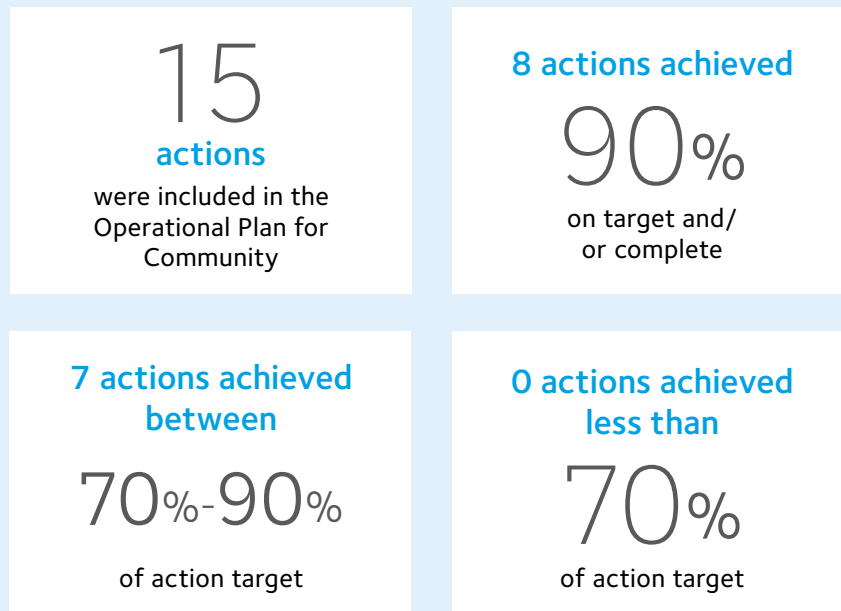 15
actions
were included in the
Operational Plan for
Community
8 actions achieved
90%
on target and/
or complete
7 actions achieved
between
70%-90%
of action target
0 actions achieved
less than
70%
of action target